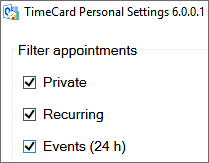 TimeCard Personal Settings 6.0.0.1
Filter appointments
Private
Recurring
Events (24 h)